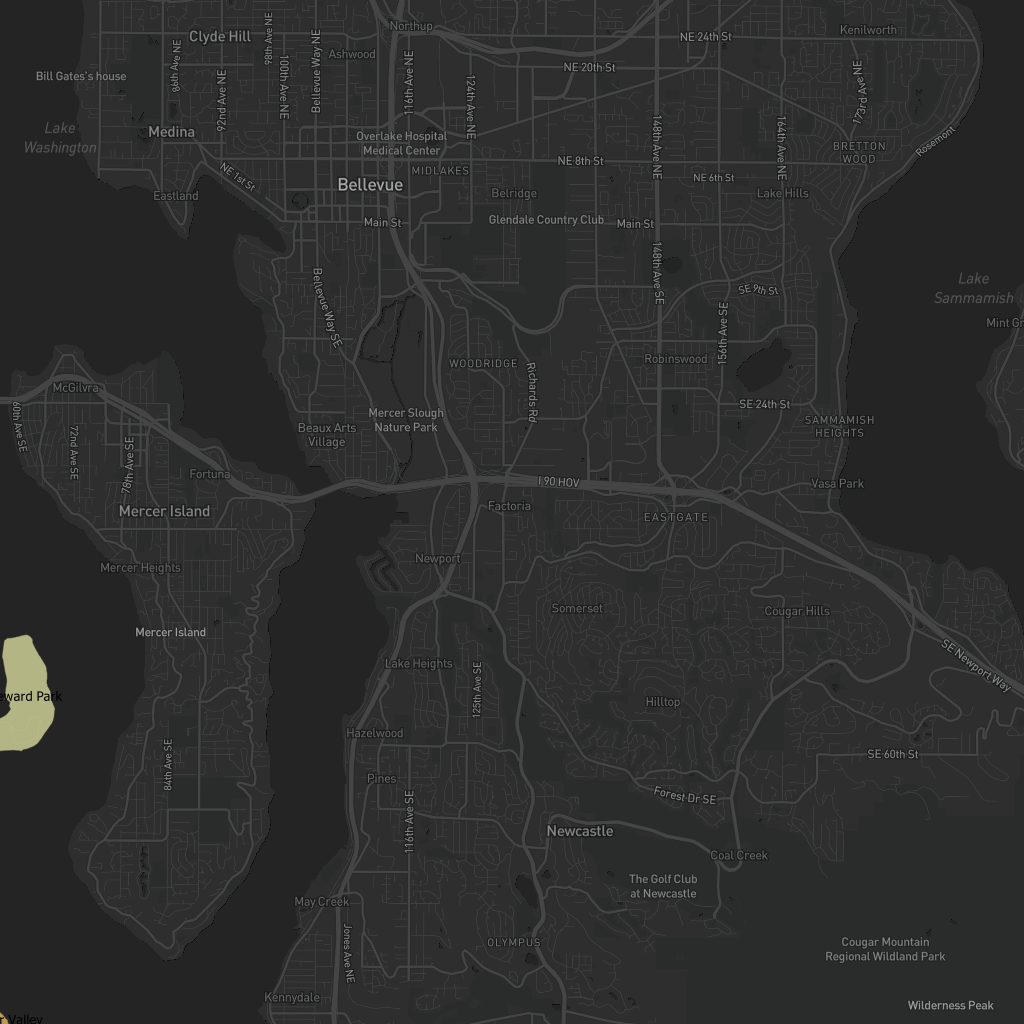 Northup
Clyde Hill
98th Ave NE
NE 24th St
Kenilworth
Ashwood
86th Ave NE
Bellevue Way NE
NE 20th St
116th Ave NE
Bill Gates's house
100th Ave NE
92nd Ave NE
124th Ave NE
173rd Ave NE
Lake
Washington
Medina
Overlake Hospital
Medical Center
148th Ave NE
164th Ave NE
Rosemont
BRETTON
WOOD
NE 8th St
MIDLAKES
NE 1st St
Bellevue
NE 6th St
Eastland
Belridge
Lake Hills
Main St
Glendale Country Club
Main St
148th Ave SE
Lake
Sammamish
SE 9th St
Bellevue Way SE
Mint Gr
156th Ave SE
WOODRIDGE
Robinswood
McGilvra
Richards Rd
60th Ave SE
Mercer Slough
Nature Park
SE 24th St
Beaux Arts
Village
SAMMAMISH
HEIGHTS
72nd Ave SE
78th Ave SE
Fortuna
I 90 HOV
Vasa Park
Mercer Island
Factoria
EASTGATE
Newport
Mercer Heights
Somerset
Cougar Hills
Mercer Island
SE Newport Way
Lake Heights
125th Ave SE
eward Park
Hilltop
Hazelwood
84th Ave SE
SE 60th St
Pines
Forest Dr SE
116th Ave SE
Newcastle
Coal Creek
The Golf Club
at Newcastle
May Creek
Jones Ave NE
OLYMPUS
Cougar Mountain
Regional Wildland Park
Kennydale
Wilderness Peak
r Valley